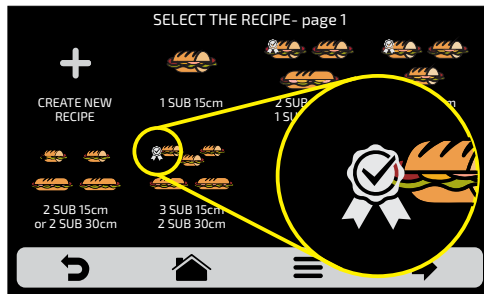 SELECT THE RECIPE- page 1
CREATE NEW
RECIPE
1 SUB 15cm
2 SUB
1 SU
m
2 SUB 15cm
or 2 SUB 30cm
3 SUB 15cm
2 SUB 30cm